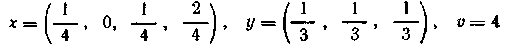 x = (1/4, 0, 1/4, 2/4), y = (1/3, 1/3, 1/3), v = 4